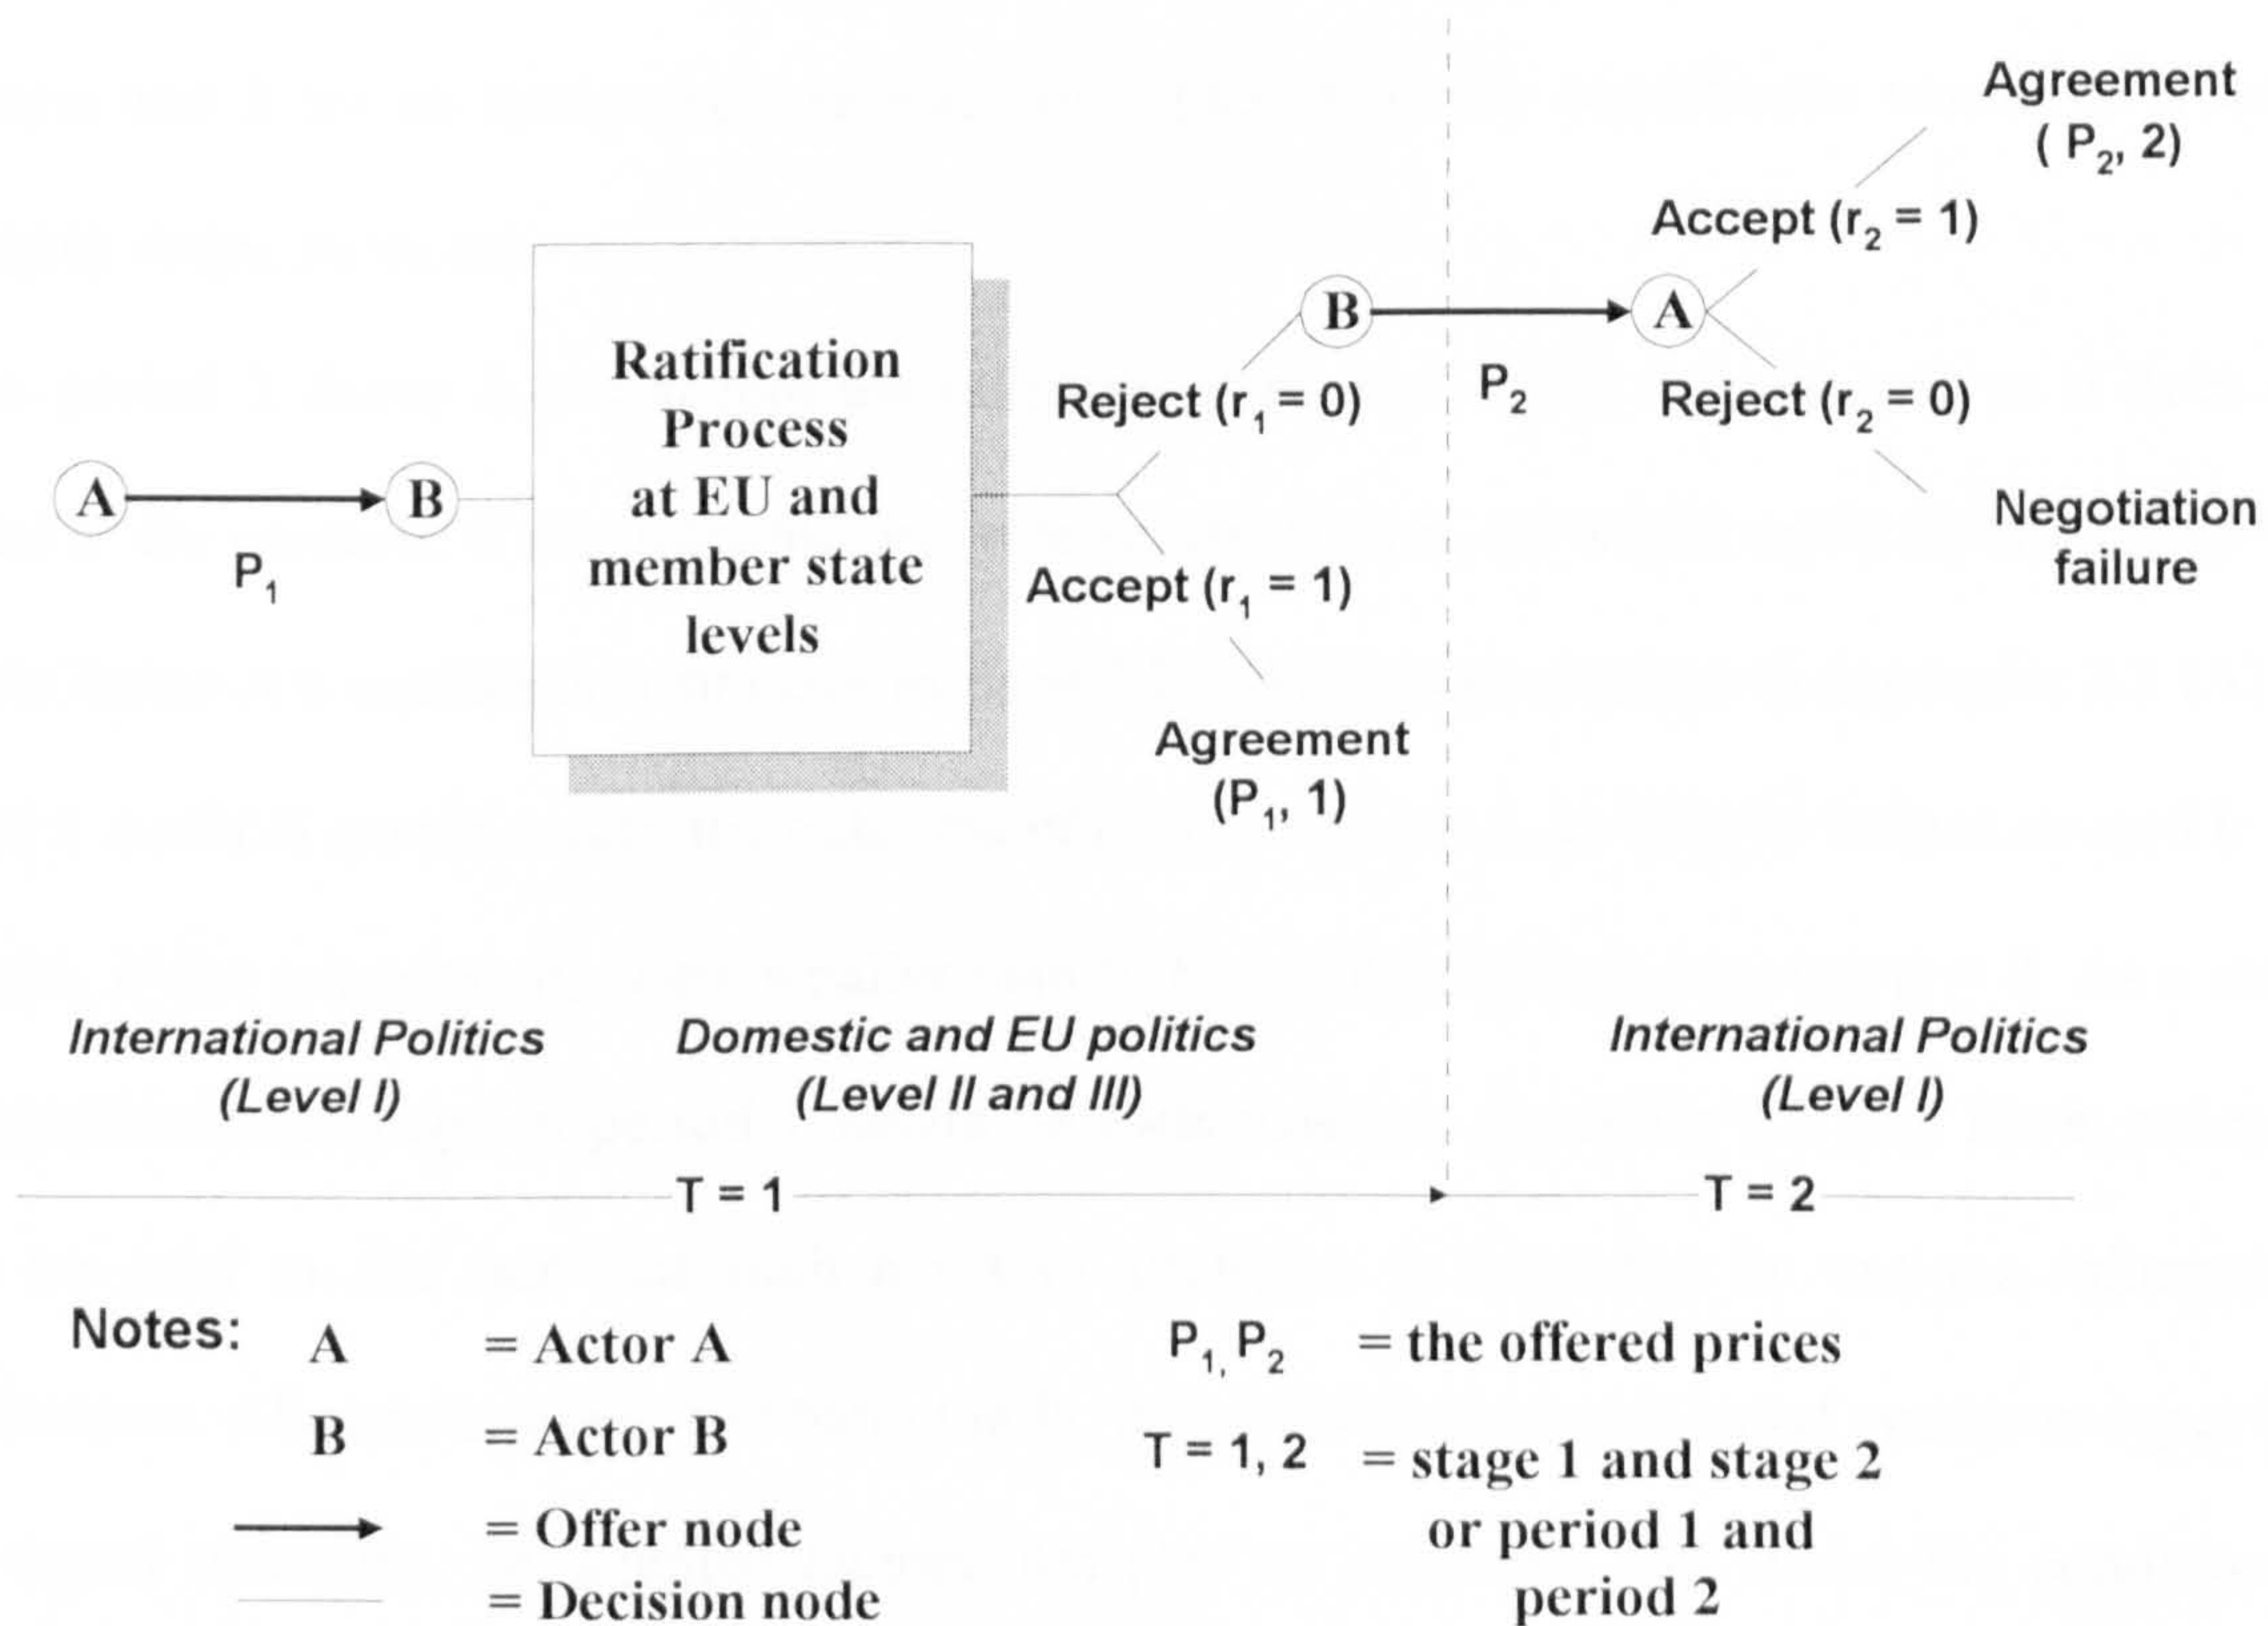 Agreement
( P₂, 2)
Accept (r₂ = 1)
B
A
Ratification
Process
at EU and
member state
levels
Reject (r₁ = 0)
P₂
Reject (r₂ = 0)
A
B
P₁
Accept (r₁ = 1)
Negotiation
failure
Agreement
(P₁, 1)
International Politics
(Level I)
Domestic and EU politics
(Level II and III)
International Politics
(Level I)
T = 1
T = 2
Notes:
A = Actor A
B = Actor B
= Offer node
= Decision node
P₁, P₂ = the offered prices
T = 1, 2 = stage 1 and stage 2
or period 1 and
period 2